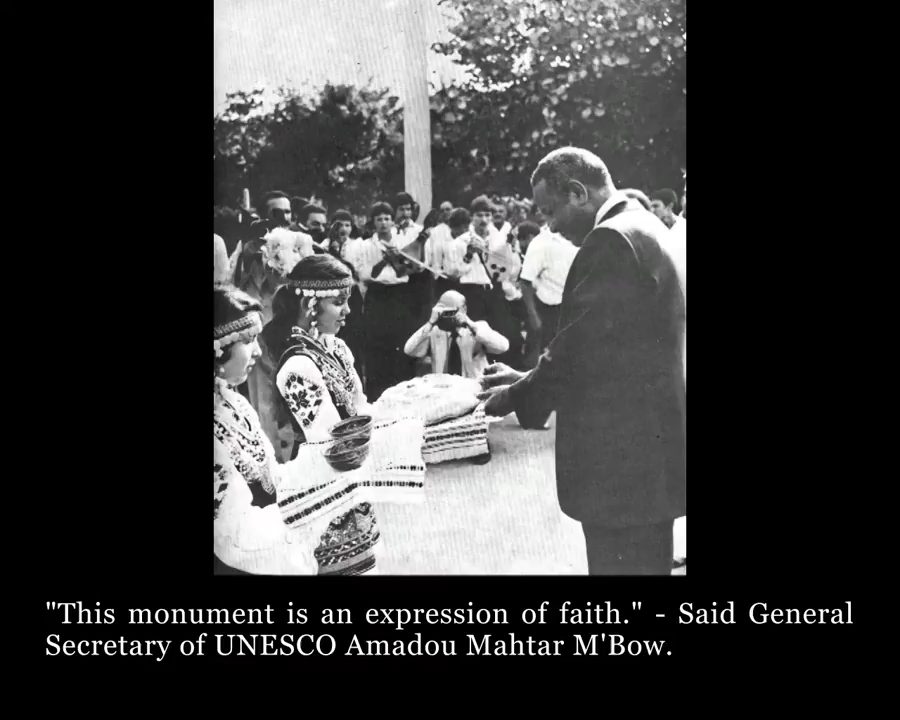 "This monument is an expression of faith." - Said General
Secretary of UNESCO Amadou Mahtar M'Bow.